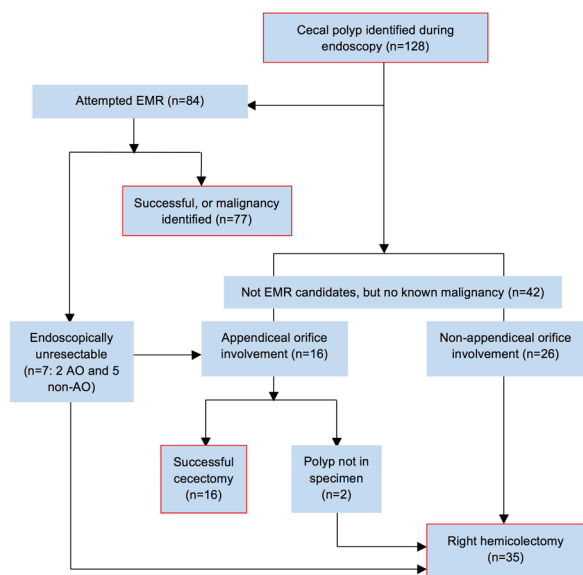 Cecal polyp identified during
endoscopy (n=128)
Attempted EMR (n=84)
Successful, or malignancy
identified (n=77)
Not EMR candidates, but no known malignancy (n=42)
Endoscopically
unresectable
(n=7: 2 AO and 5
non-AO)
Appendiceal orifice
involvement (n=16)
Non-appendiceal orifice
involvement (n=26)
Successful
cecectomy
(n=16)
Polyp not in
specimen
(n=2)
Right hemicolectomy
(n=35)